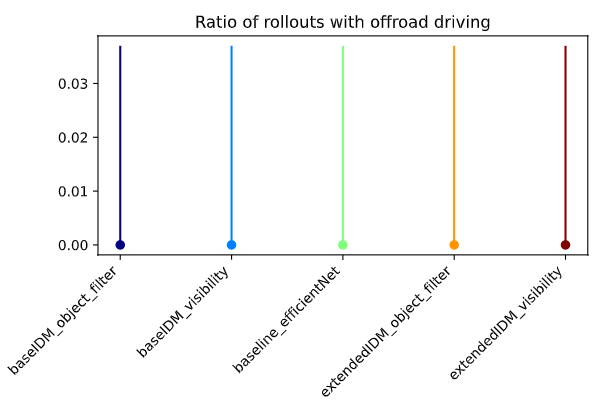 Ratio of rollouts with offroad driving
0.03
0.02
0.01
0.00
baseIDM_object_filter
baseIDM_visibility
baseline_efficientNet
extendedIDM_object_filter
extendedIDM_visibility